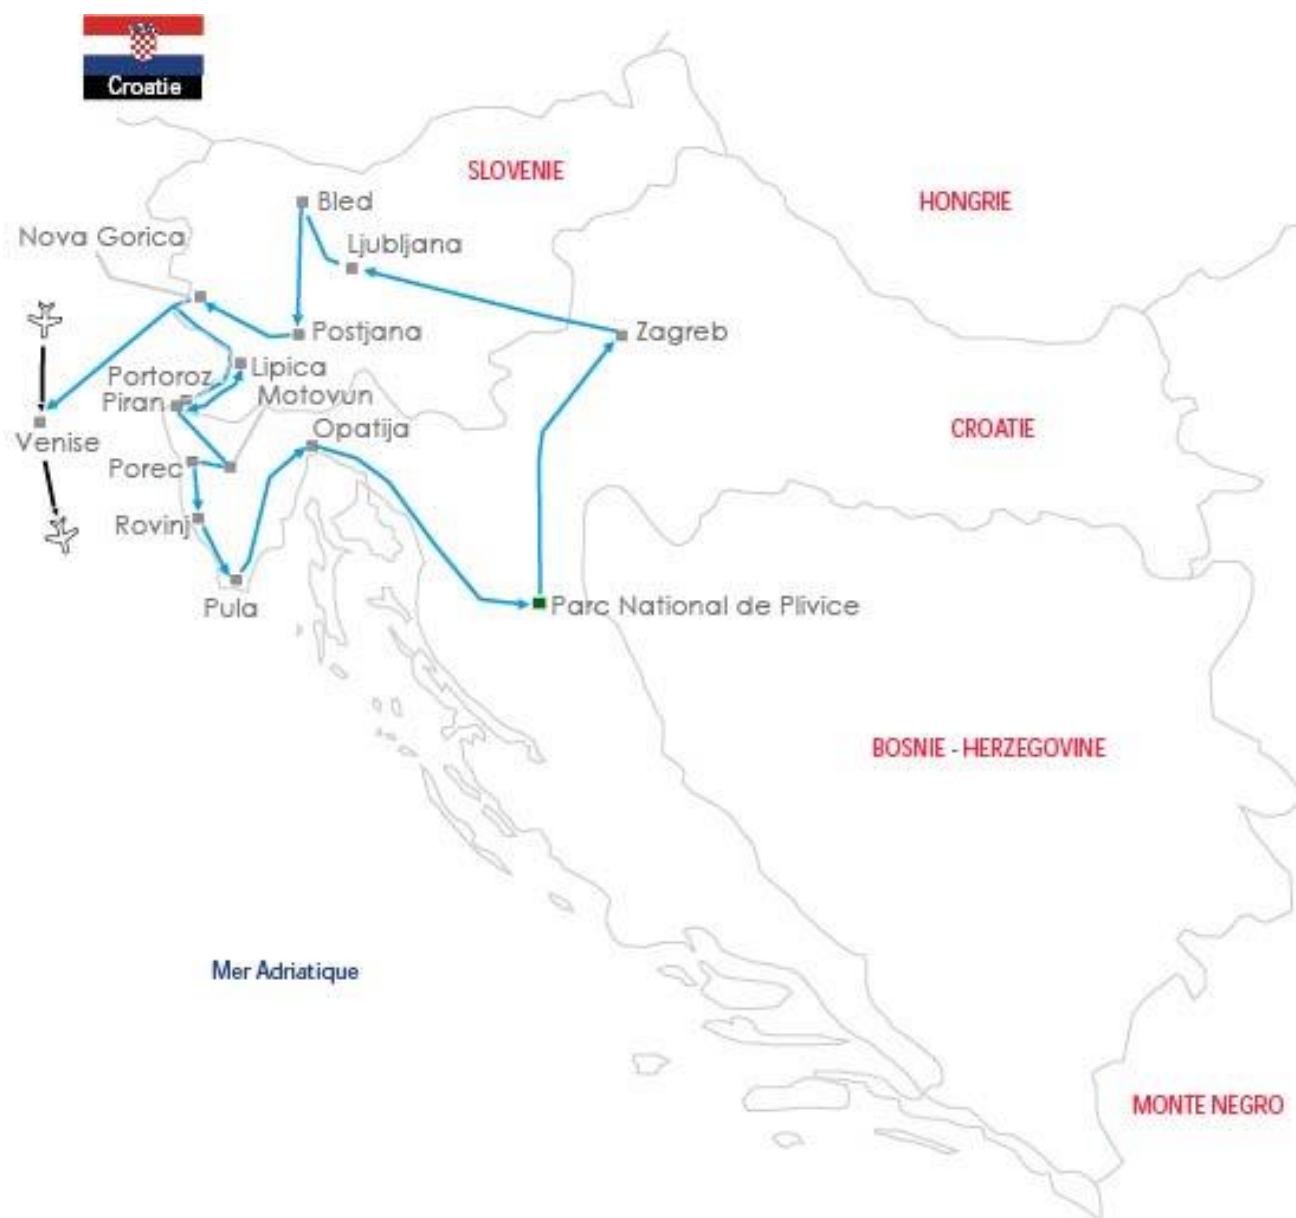 Croatie
SLOVENIE
HONGRIE
Bled
Nova Gorica
Ljubljana
Postjana
Zagreb
Lipica
Portoroz
Motovun
Piran
Venise
Opatija
CROATIE
Porec
Rovinj
Pula
Parc National de Plivice
BOSNIE - HERZEGOVINE
Mer Adriatique
MONTE NEGRO